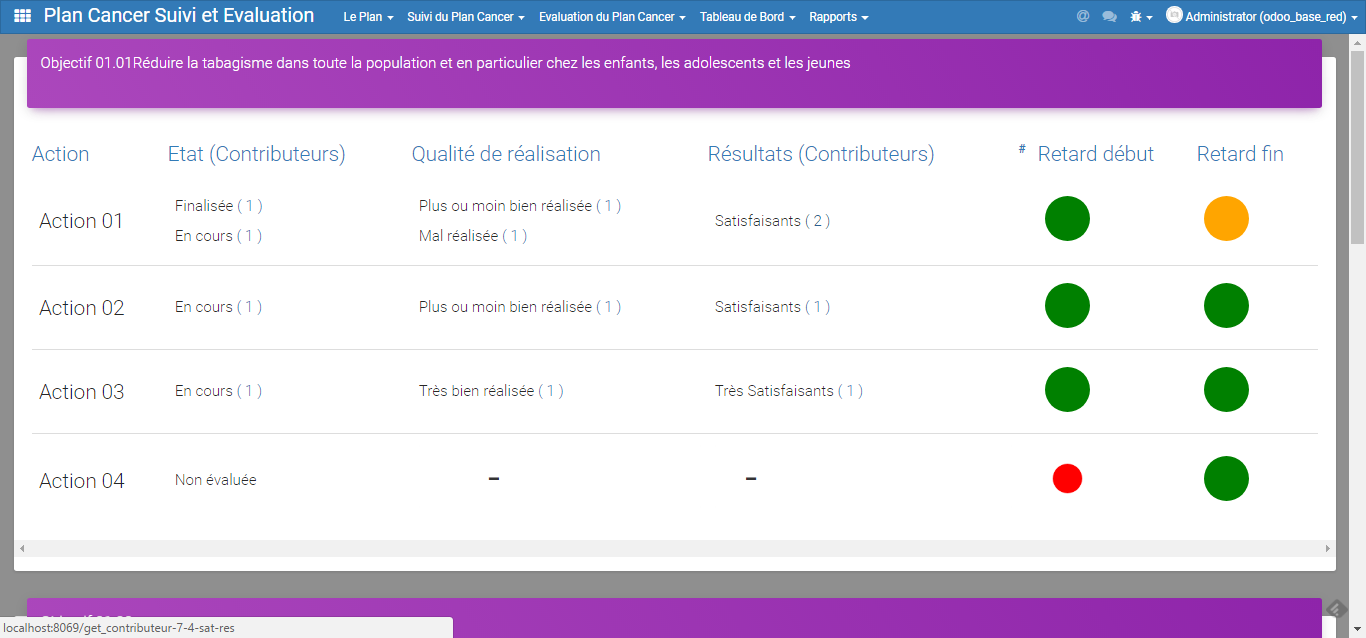 Plan Cancer Suivi et Evaluation Le Plan Suivi du Plan Cancer Evaluation du Plan Cancer Tableau de Bord Rapports @ Administrator (odoo_base_red)
Objectif 01.01Réduire la tabagisme dans toute la population et en particulier chez les enfants, les adolescents et les jeunes
Action Etat (Contributeurs) Qualité de réalisation Résultats (Contributeurs) # Retard début Retard fin
Action 01
Finalisée ( 1 )
En cours ( 1 )
Plus ou moin bien réalisée ( 1 )
Mal réalisée ( 1 )
Satisfaisants ( 2 )
Action 02 En cours ( 1 ) Plus ou moin bien réalisée ( 1 ) Satisfaisants ( 1 )
Action 03 En cours ( 1 ) Très bien réalisée ( 1 ) Très Satisfaisants ( 1 )
Action 04 Non évaluée – –
localhost:8069/get_contributeur-7-4-sat-res